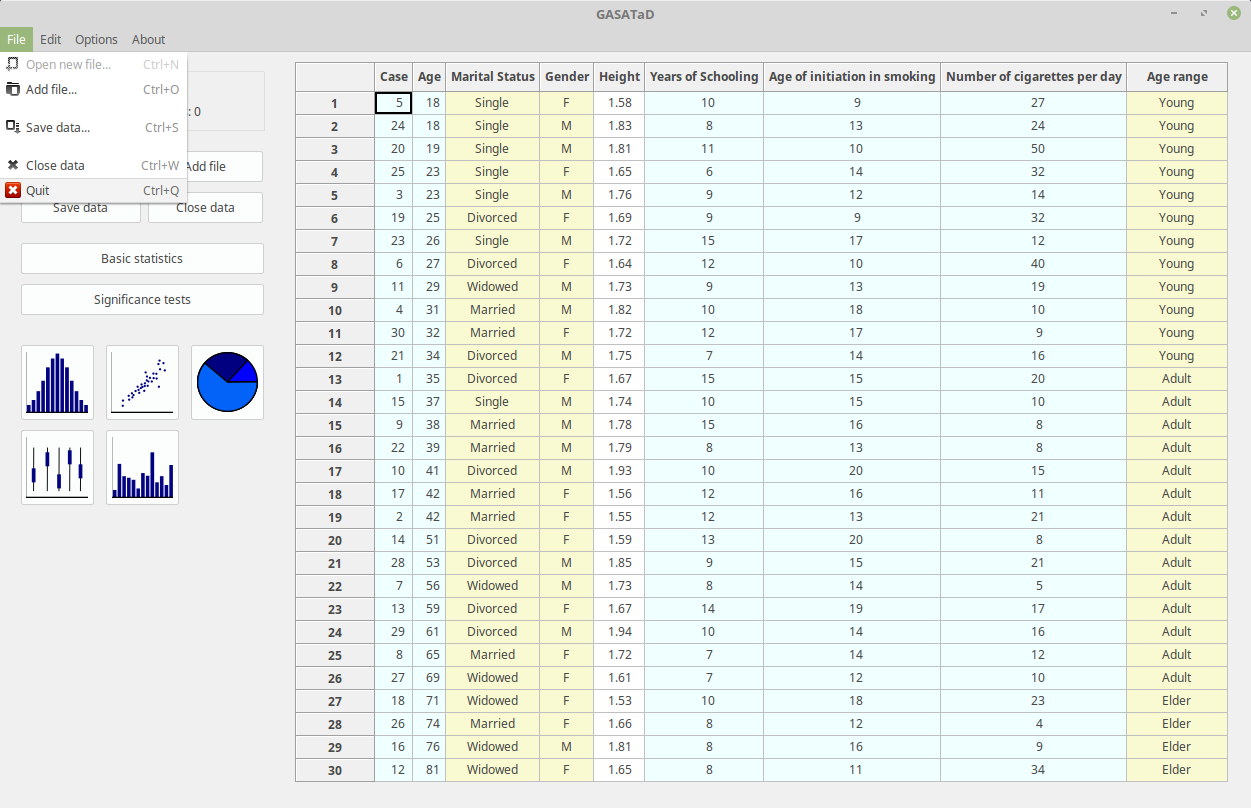 GASATaD
File Edit Options About
Open new file... Ctrl+N
Add file... Ctrl+O
Save data... Ctrl+S
Close data Ctrl+W
Quit Ctrl+Q
: 0
Add file
Save data Close data
Basic statistics
Significance tests
Case Age Marital Status Gender Height Years of Schooling Age of initiation in smoking Number of cigarettes per day Age range
1 5 18 Single F 1.58 10 9 27 Young
2 24 18 Single M 1.83 8 13 24 Young
3 20 19 Single M 1.81 11 10 50 Young
4 25 23 Single F 1.65 6 14 32 Young
5 3 23 Single M 1.76 9 12 14 Young
6 19 25 Divorced F 1.69 9 9 32 Young
7 23 26 Single M 1.72 15 17 12 Young
8 6 27 Divorced F 1.64 12 10 40 Young
9 11 29 Widowed M 1.73 9 13 19 Young
10 4 31 Married M 1.82 10 18 10 Young
11 30 32 Married F 1.72 12 17 9 Young
12 21 34 Divorced M 1.75 7 14 16 Young
13 1 35 Divorced F 1.67 15 15 20 Adult
14 15 37 Single M 1.74 10 15 10 Adult
15 9 38 Married M 1.78 15 16 8 Adult
16 22 39 Married M 1.79 8 13 8 Adult
17 10 41 Divorced M 1.93 10 20 15 Adult
18 17 42 Married F 1.56 12 16 11 Adult
19 2 42 Married F 1.55 12 13 21 Adult
20 14 51 Divorced F 1.59 13 20 8 Adult
21 28 53 Divorced M 1.85 9 15 21 Adult
22 7 56 Widowed M 1.73 8 14 5 Adult
23 13 59 Divorced F 1.67 14 19 17 Adult
24 29 61 Divorced M 1.94 10 14 16 Adult
25 8 65 Married F 1.72 7 14 12 Adult
26 27 69 Widowed F 1.61 7 12 10 Adult
27 18 71 Widowed F 1.53 10 18 23 Elder
28 26 74 Married F 1.66 8 12 4 Elder
29 16 76 Widowed M 1.81 8 16 9 Elder
30 12 81 Widowed F 1.65 8 11 34 Elder